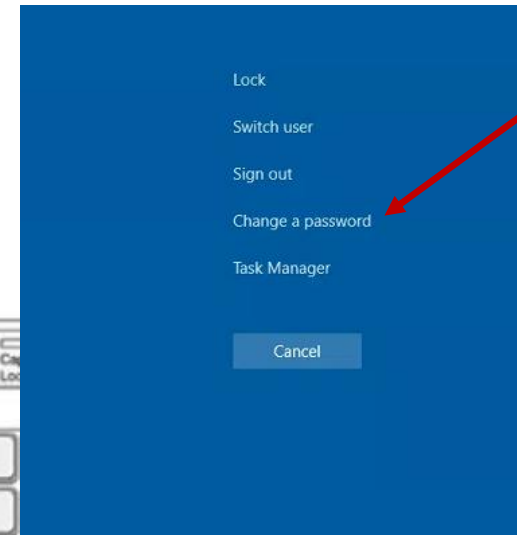 Lock
Switch user
Sign out
Change a password
Task Manager
Cancel